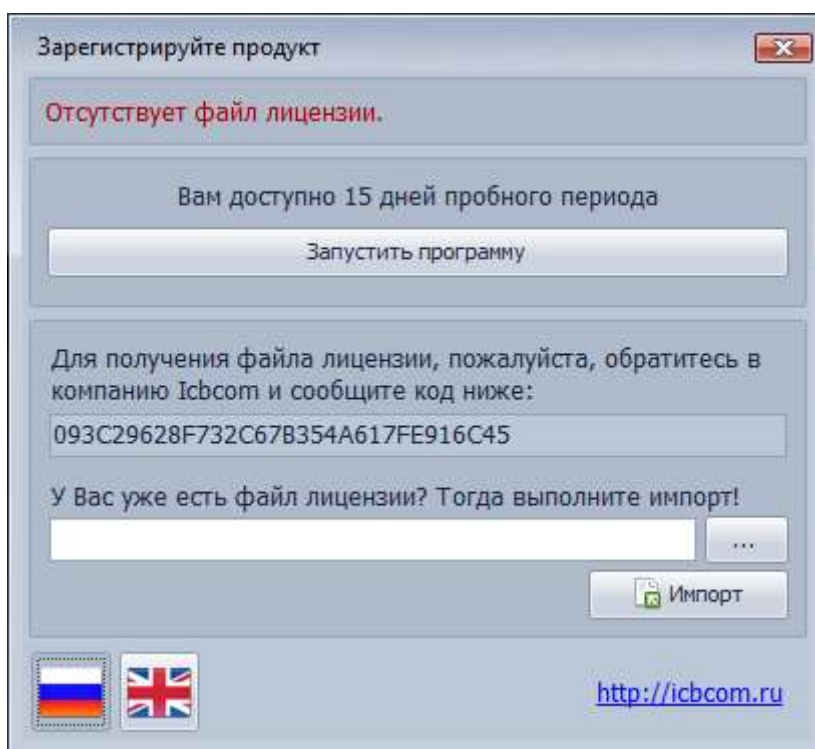 Зарегистрируйте продукт
Отсутствует файл лицензии.
Вам доступно 15 дней пробного периода
Запустить программу
Для получения файла лицензии, пожалуйста, обратитесь в
компанию Icbcom и сообщите код ниже:
093C29628F732C67B354A617FE916C45
У Вас уже есть файл лицензии? Тогда выполните импорт!
...
Импорт
http://icbcom.ru